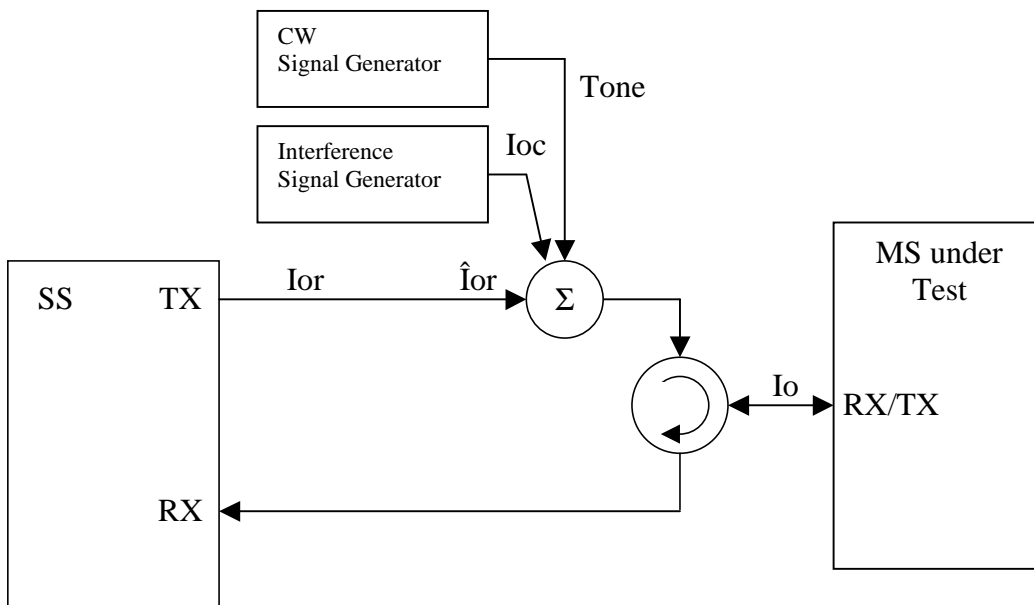 CW
Signal Generator
Tone
Interference
Signal Generator
Ioc
MS under
Test
SS
TX
Ior
Îor
Σ
Io
RX/TX
RX